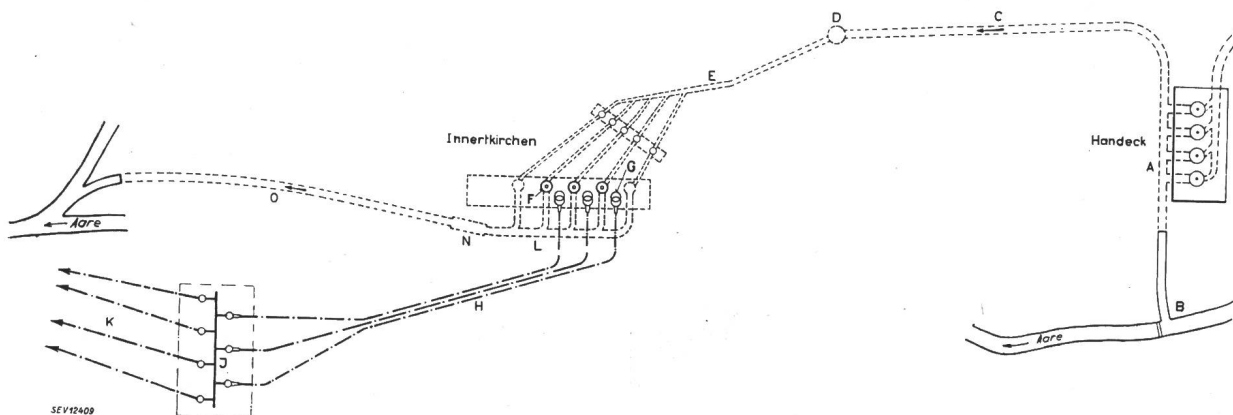 D
C
E
Innertkirchen
Handeck
G
A
F
O
Aare
N
L
B
H
K
J
Aare
SEV12409